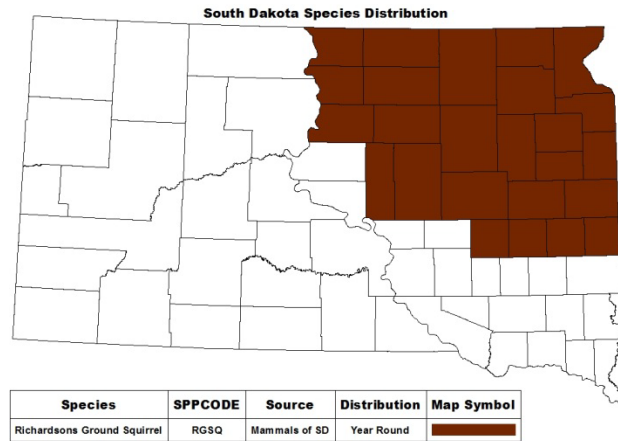 South Dakota Species Distribution
Species SPPCODE Source Distribution Map Symbol
Richardsons Ground Squirrel RGSQ Mammals of SD Year Round